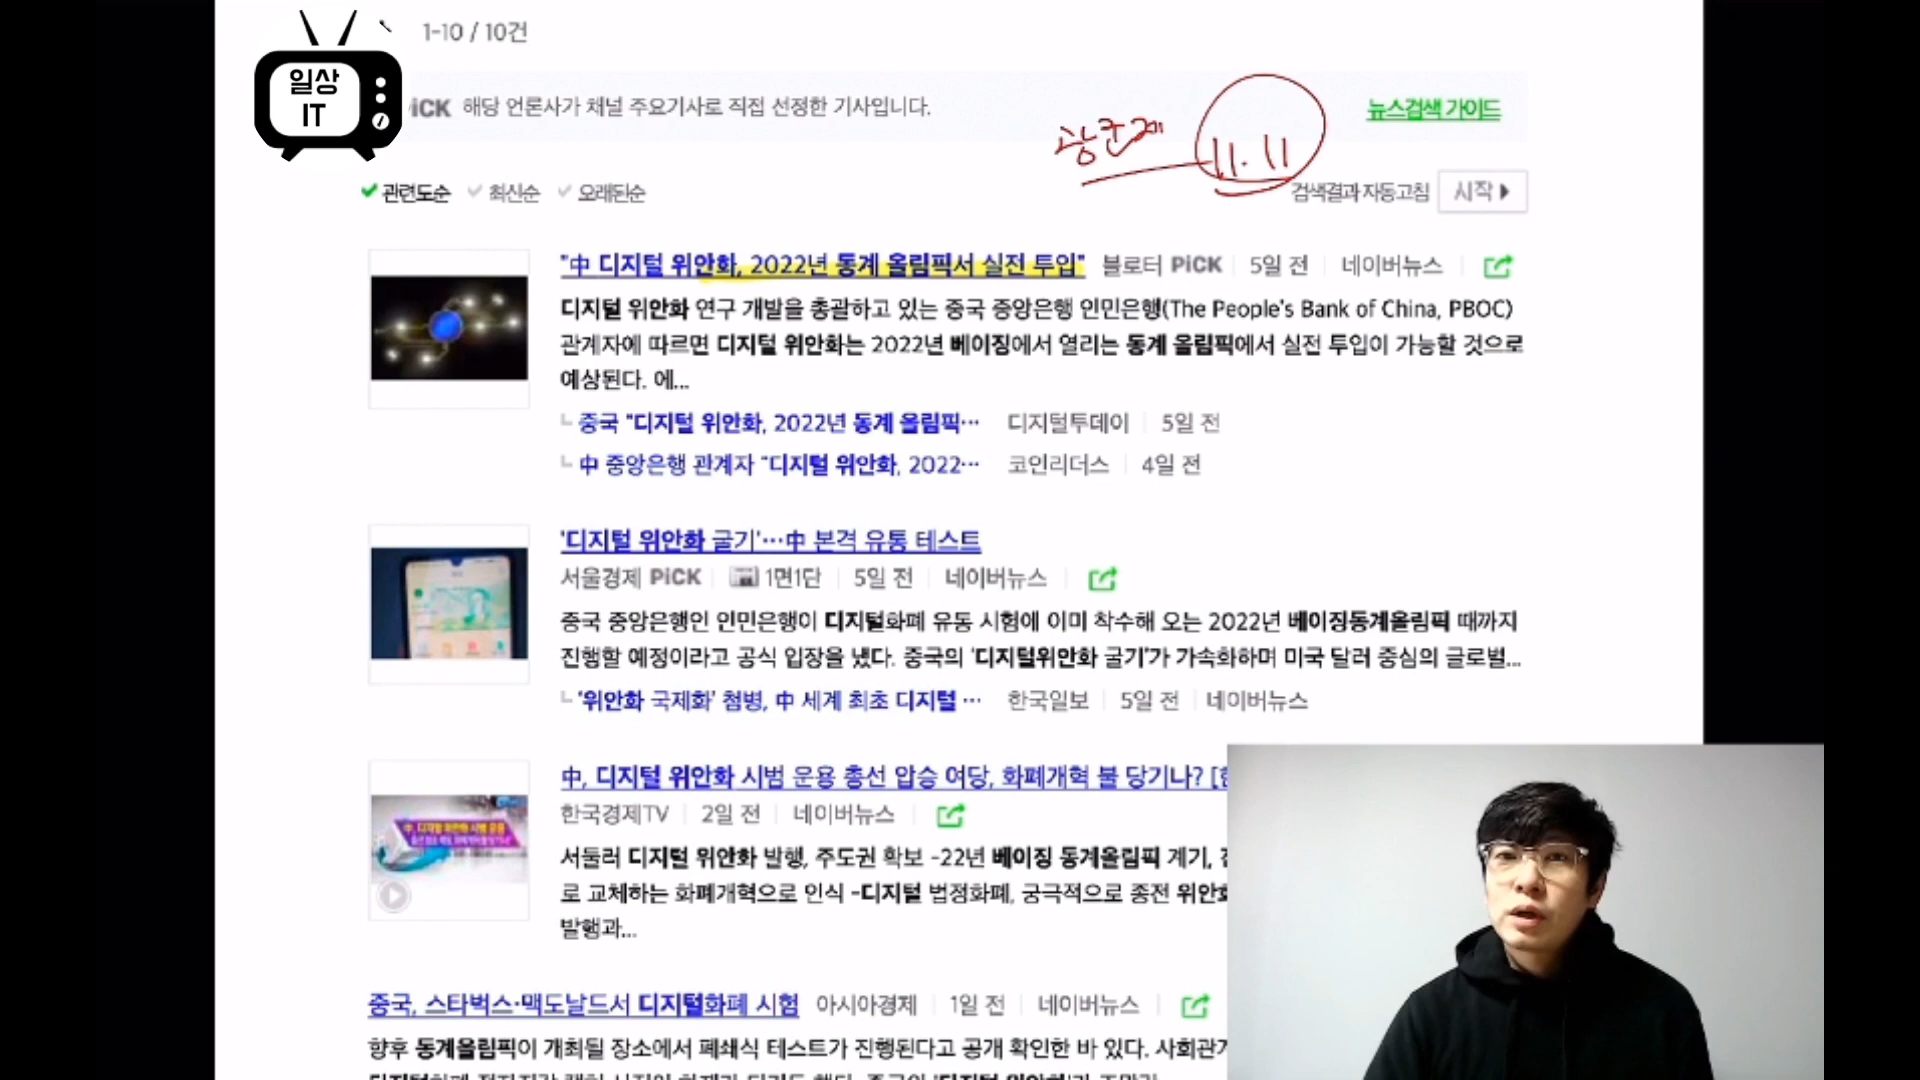 일상
IT
1-10 / 10건
PiCK 해당 언론사가 채널 주요기사로 직접 선정한 기사입니다.
뉴스검색 가이드
광군제
11.11
관련도순 최신순 오래된순
검색결과 자동고침 시작
"中 디지털 위안화, 2022년 동계 올림픽서 실전 투입" 블로터 PiCK 5일 전 네이버뉴스
디지털 위안화 연구 개발을 총괄하고 있는 중국 중앙은행 인민은행(The People's Bank of China, PBOC)
관계자에 따르면 디지털 위안화는 2022년 베이징에서 열리는 동계 올림픽에서 실전 투입이 가능할 것으로
예상된다. 에...
중국 "디지털 위안화, 2022년 동계 올림픽… 디지털투데이 5일 전
中 중앙은행 관계자 "디지털 위안화, 2022… 코인리더스 4일 전
'디지털 위안화 굴기'…中 본격 유통 테스트
서울경제 PiCK 1면1단 5일 전 네이버뉴스
중국 중앙은행인 인민은행이 디지털화폐 유통 시험에 이미 착수해 오는 2022년 베이징동계올림픽 때까지
진행할 예정이라고 공식 입장을 냈다. 중국의 '디지털위안화 굴기'가 가속화하며 미국 달러 중심의 글로벌...
'위안화 국제화' 첨병, 中 세계 최초 디지털 … 한국일보 5일 전 네이버뉴스
中, 디지털 위안화 시범 운용 총선 압승 여당, 화폐개혁 불 당기나? [한
한국경제TV 2일 전 네이버뉴스
서둘러 디지털 위안화 발행, 주도권 확보 -22년 베이징 동계올림픽 계기,
로 교체하는 화폐개혁으로 인식 -디지털 법정화폐, 궁극적으로 종전 위안화
발행과...
중국, 스타벅스·맥도날드서 디지털화폐 시험 아시아경제 1일 전 네이버뉴스
향후 동계올림픽이 개최될 장소에서 폐쇄식 테스트가 진행된다고 공개 확인한 바 있다. 사회관계